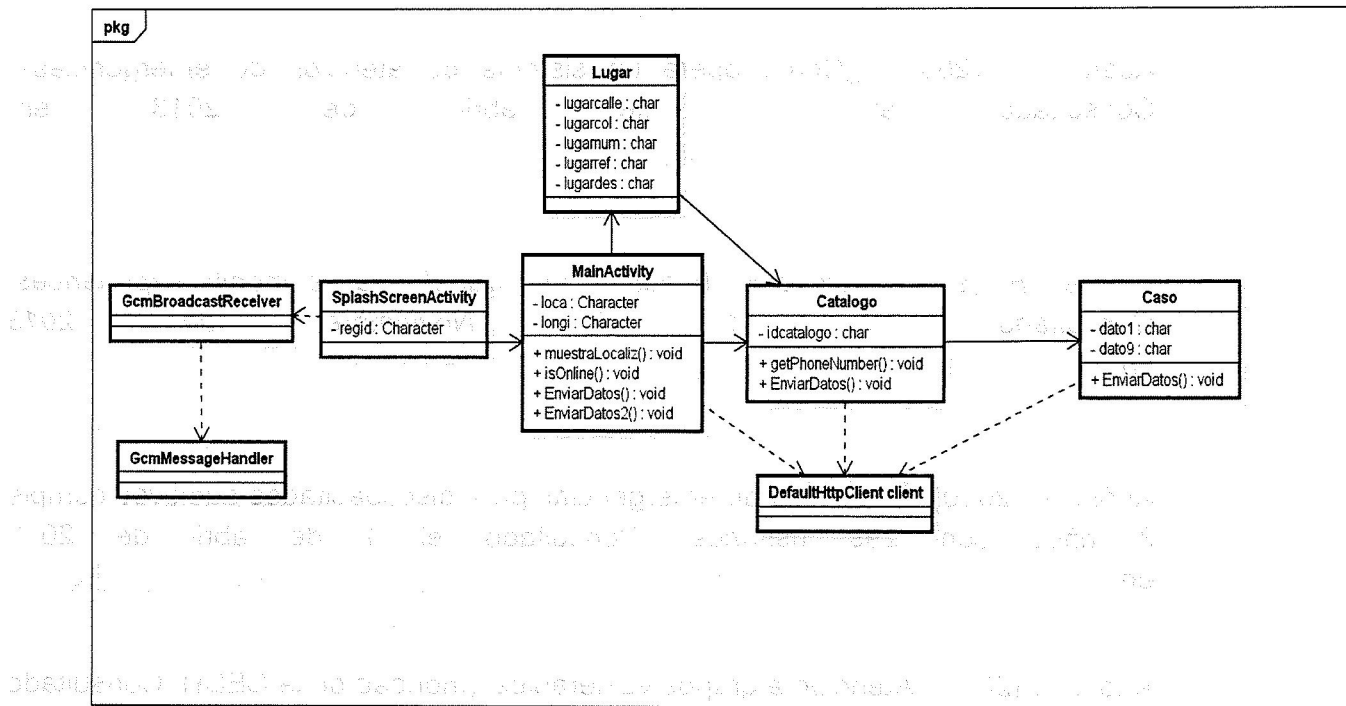 pkg
Lugar
- lugarcalle : char
- lugarcol : char
- lugarnum : char
- lugarref : char
- lugardes : char
GcmBroadcastReceiver
SplashScreenActivity
- regid : Character
MainActivity
- loca : Character
- longi : Character
+ muestraLocaliz() : void
+ isOnline() : void
+ EnviarDatos() : void
+ EnviarDatos2() : void
Catalogo
- idcatalogo : char
+ getPhoneNumber() : void
+ EnviarDatos() : void
Caso
- dato1 : char
- dato9 : char
+ EnviarDatos() : void
GcmMessageHandler
DefaultHttpClient client